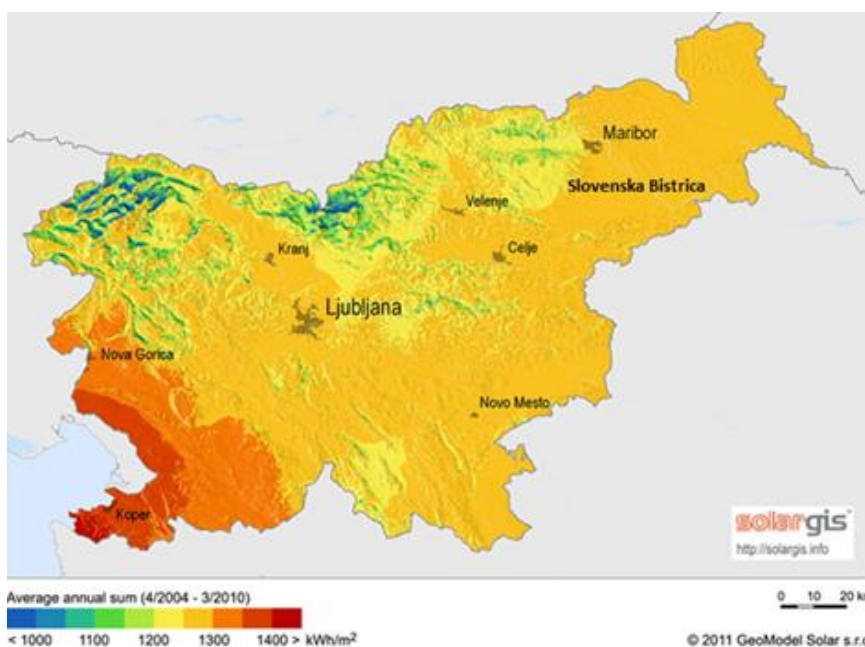 Maribor
Slovenska Bistrica
Velenje
Kranj
Celje
Ljubljana
Nova Gorica
Novo Mesto
Koper
solargis
http://solargis.info
Average annual sum (4/2004 - 3/2010)
0 10 20 k
< 1000 1100 1200 1300 1400 > kWh/m²
© 2011 GeoModel Solar s.r.o